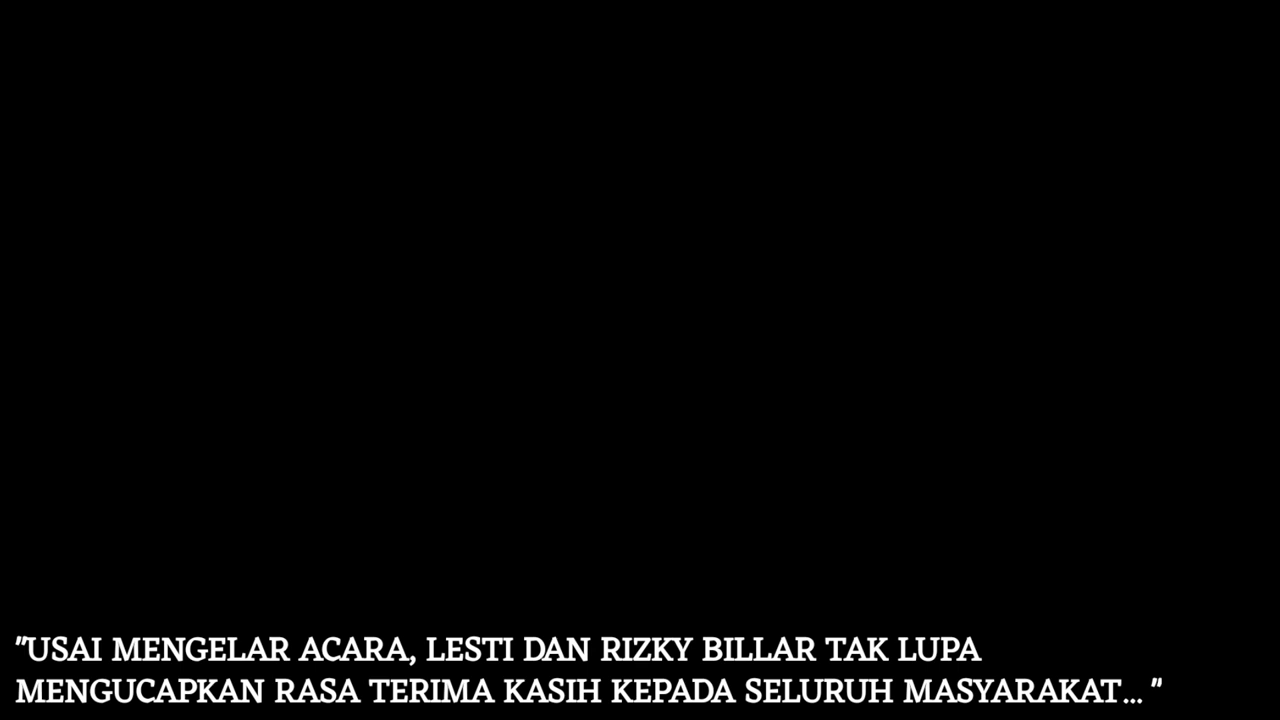 "USAI MENGELAR ACARA, LESTI DAN RIZKY BILLAR TAK LUPA
MENGUCAPKAN RASA TERIMA KASIH KEPADA SELURUH MASYARAKAT... "